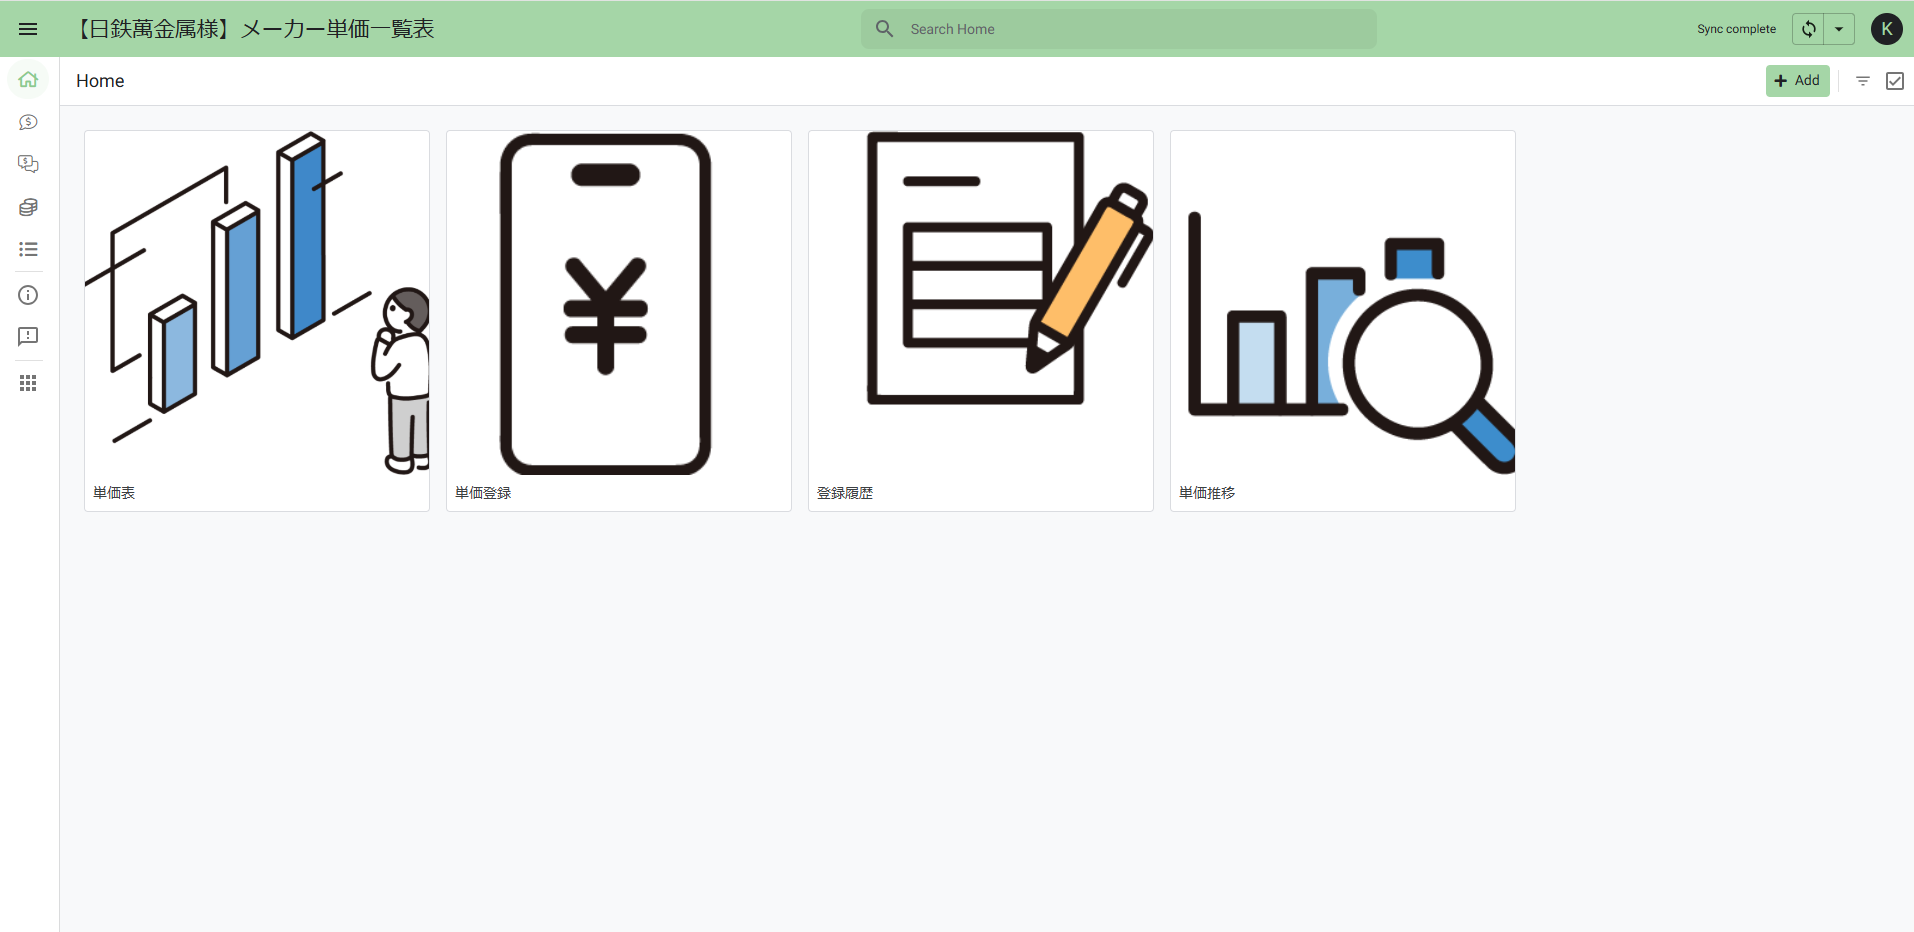 【日鉄萬金属様】メーカー単価一覧表
Search Home
Sync complete
K
Home
Add
単価表
単価登録
登録履歴
単価推移